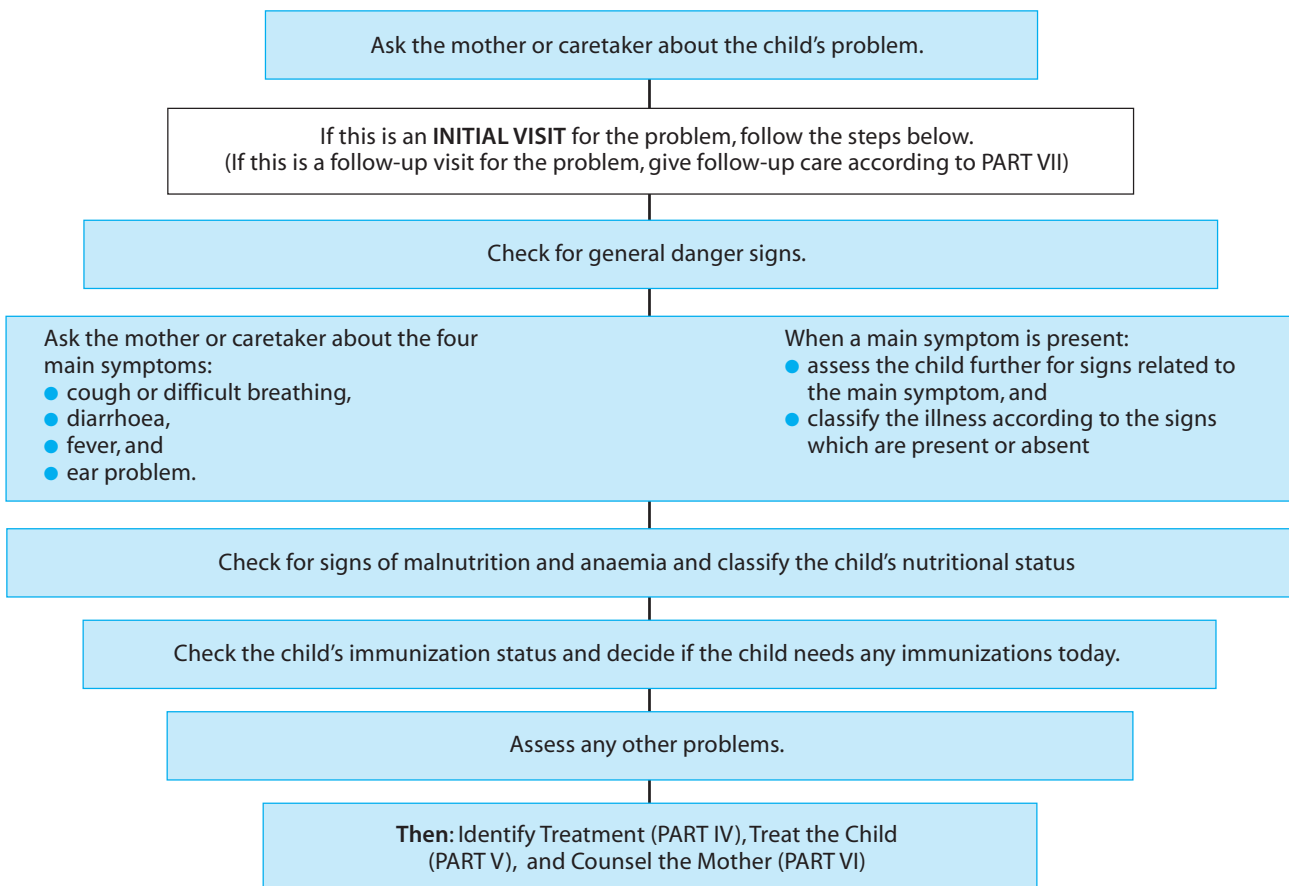 Ask the mother or caretaker about the child’s problem.
If this is an INITIAL VISIT for the problem, follow the steps below.
(If this is a follow-up visit for the problem, give follow-up care according to PART VII)
Check for general danger signs.
Ask the mother or caretaker about the four
main symptoms:
● cough or difficult breathing,
● diarrhoea,
● fever, and
● ear problem.
When a main symptom is present:
● assess the child further for signs related to
the main symptom, and
● classify the illness according to the signs
which are present or absent
Check for signs of malnutrition and anaemia and classify the child’s nutritional status
Check the child’s immunization status and decide if the child needs any immunizations today.
Assess any other problems.
Then: Identify Treatment (PART IV), Treat the Child
(PART V), and Counsel the Mother (PART VI)